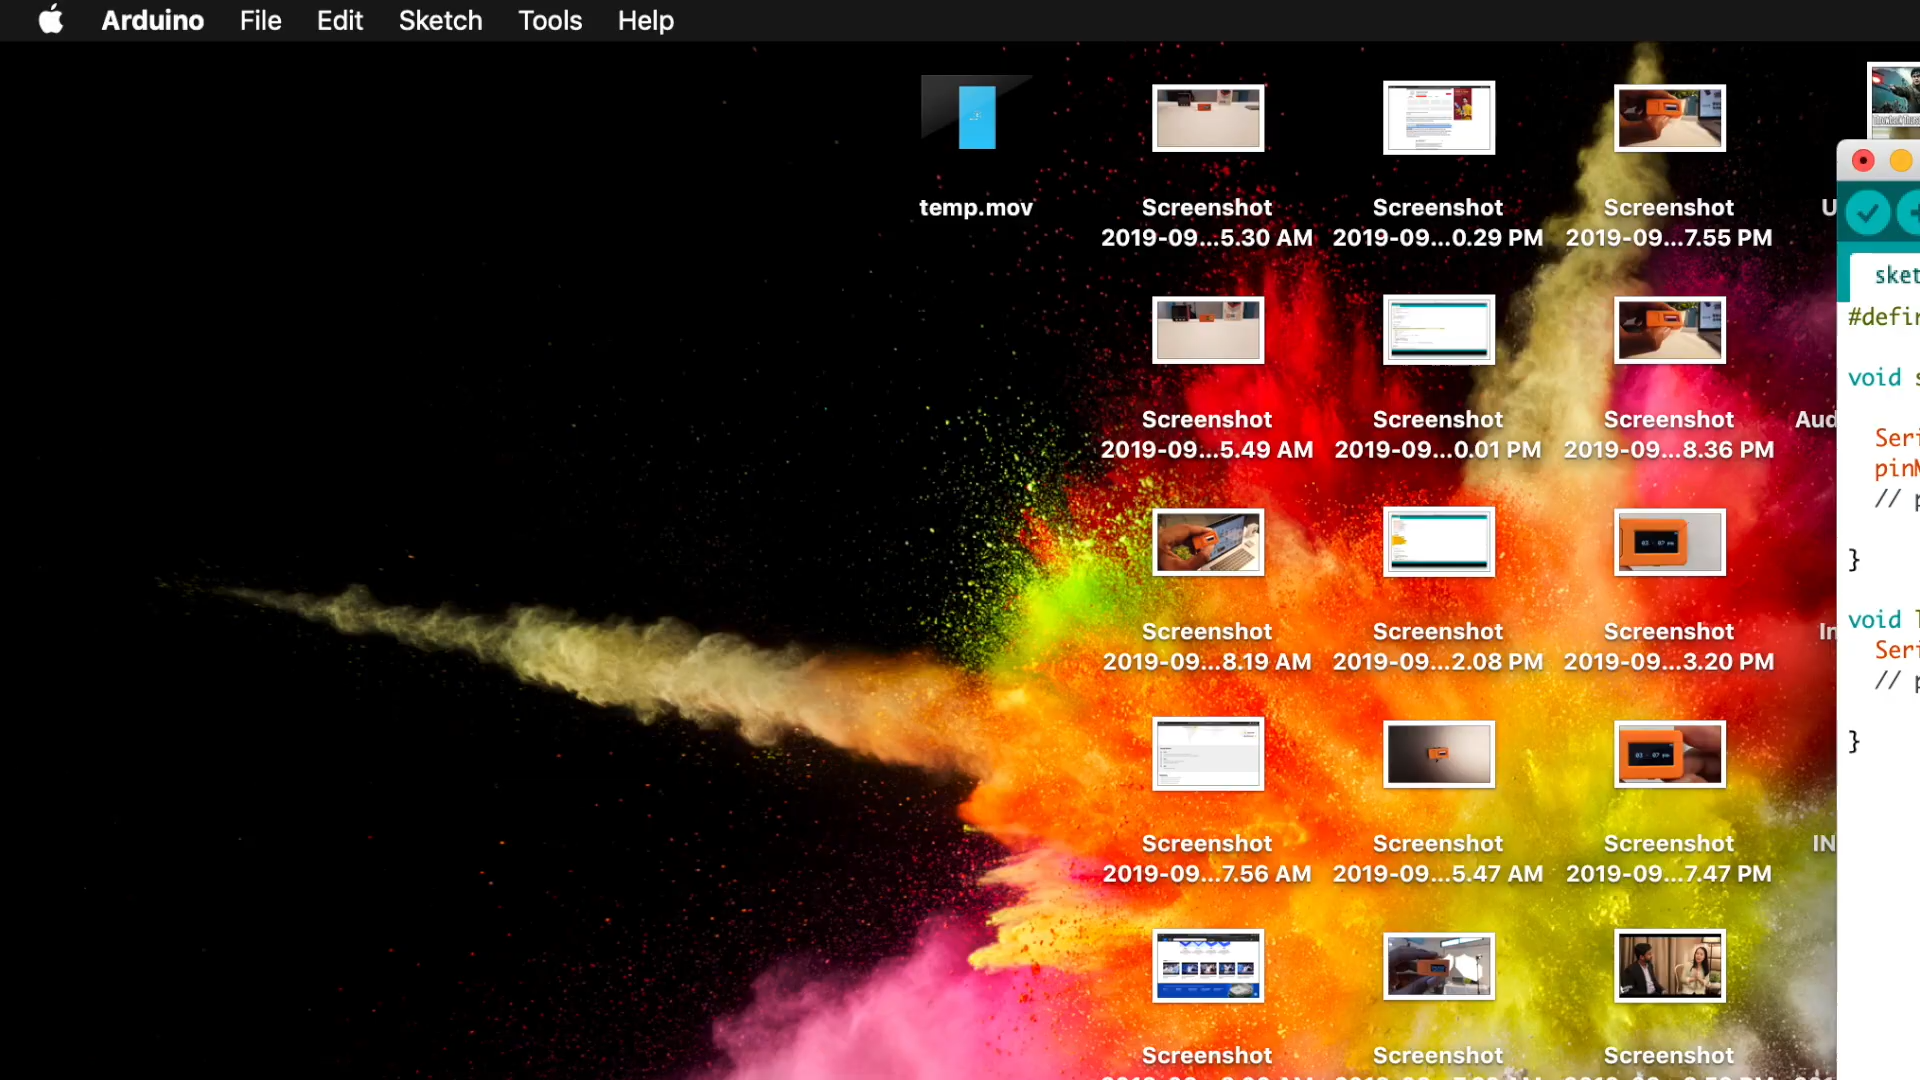 Arduino File Edit Sketch Tools Help
temp.mov
Screenshot
2019-09...5.30 AM
Screenshot
2019-09...0.29 PM
Screenshot
2019-09...7.55 PM
Screenshot
2019-09...5.49 AM
Screenshot
2019-09...0.01 PM
Screenshot
2019-09...8.36 PM
Screenshot
2019-09...8.19 AM
Screenshot
2019-09...2.08 PM
Screenshot
2019-09...3.20 PM
Screenshot
2019-09...7.56 AM
Screenshot
2019-09...5.47 AM
Screenshot
2019-09...7.47 PM
Screenshot
Screenshot
Screenshot
U
Aud
In
IN
sket
#defin
void s
Seri
pinM
// p
}
void l
Seri
// p
}